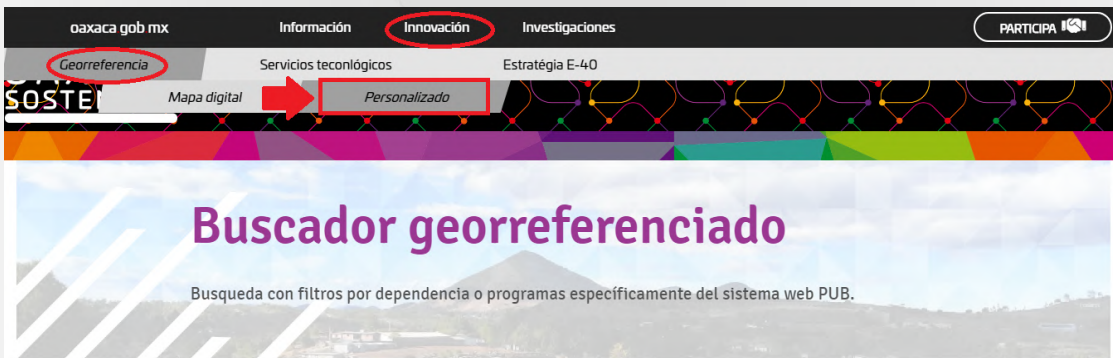 oaxaca gob mx Información Innovación Investigaciones PARTICIPA
Georreferencia Servicios teconlógicos Estratégia E-40
SOSTE Mapa digital Personalizado
Buscador georreferenciado
Busqueda con filtros por dependencia o programas específicamente del sistema web PUB.